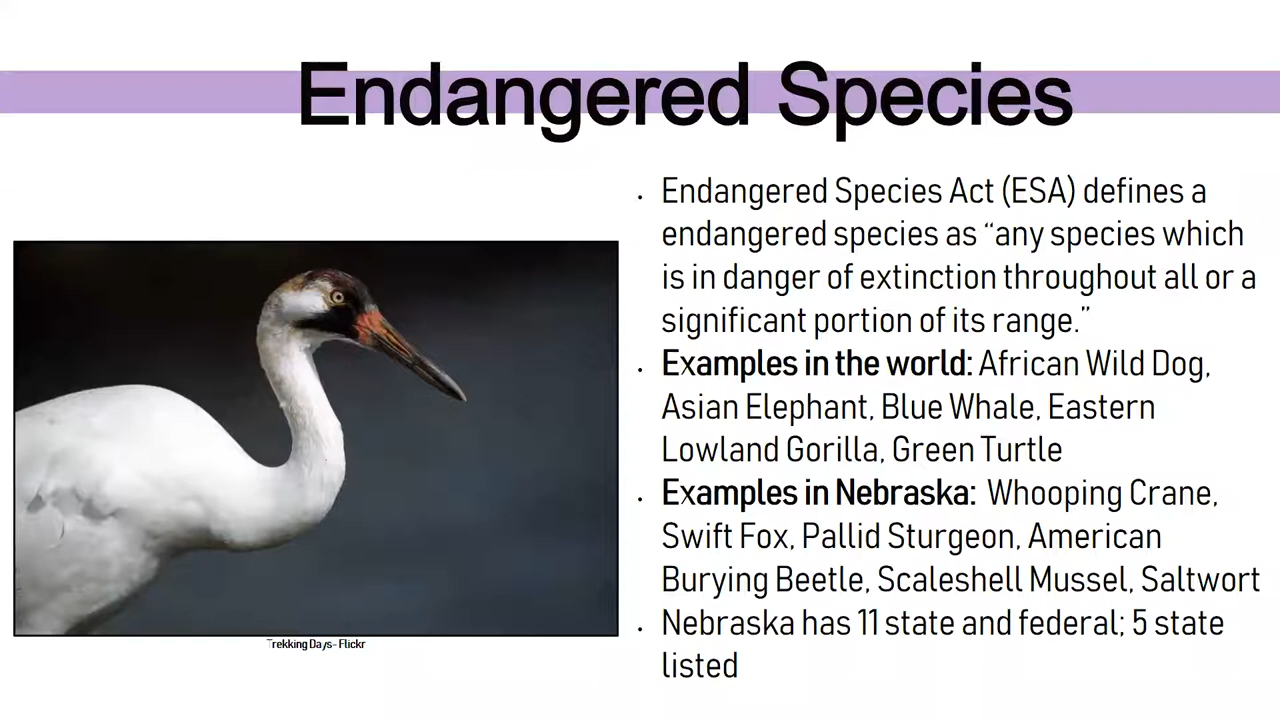 Endangered Species
• Endangered Species Act (ESA) defines a
endangered species as “any species which
is in danger of extinction throughout all or a
significant portion of its range.”
• Examples in the world: African Wild Dog,
Asian Elephant, Blue Whale, Eastern
Lowland Gorilla, Green Turtle
• Examples in Nebraska: Whooping Crane,
Swift Fox, Pallid Sturgeon, American
Burying Beetle, Scaleshell Mussel, Saltwort
• Nebraska has 11 state and federal; 5 state
listed
Trekking Days- Flickr